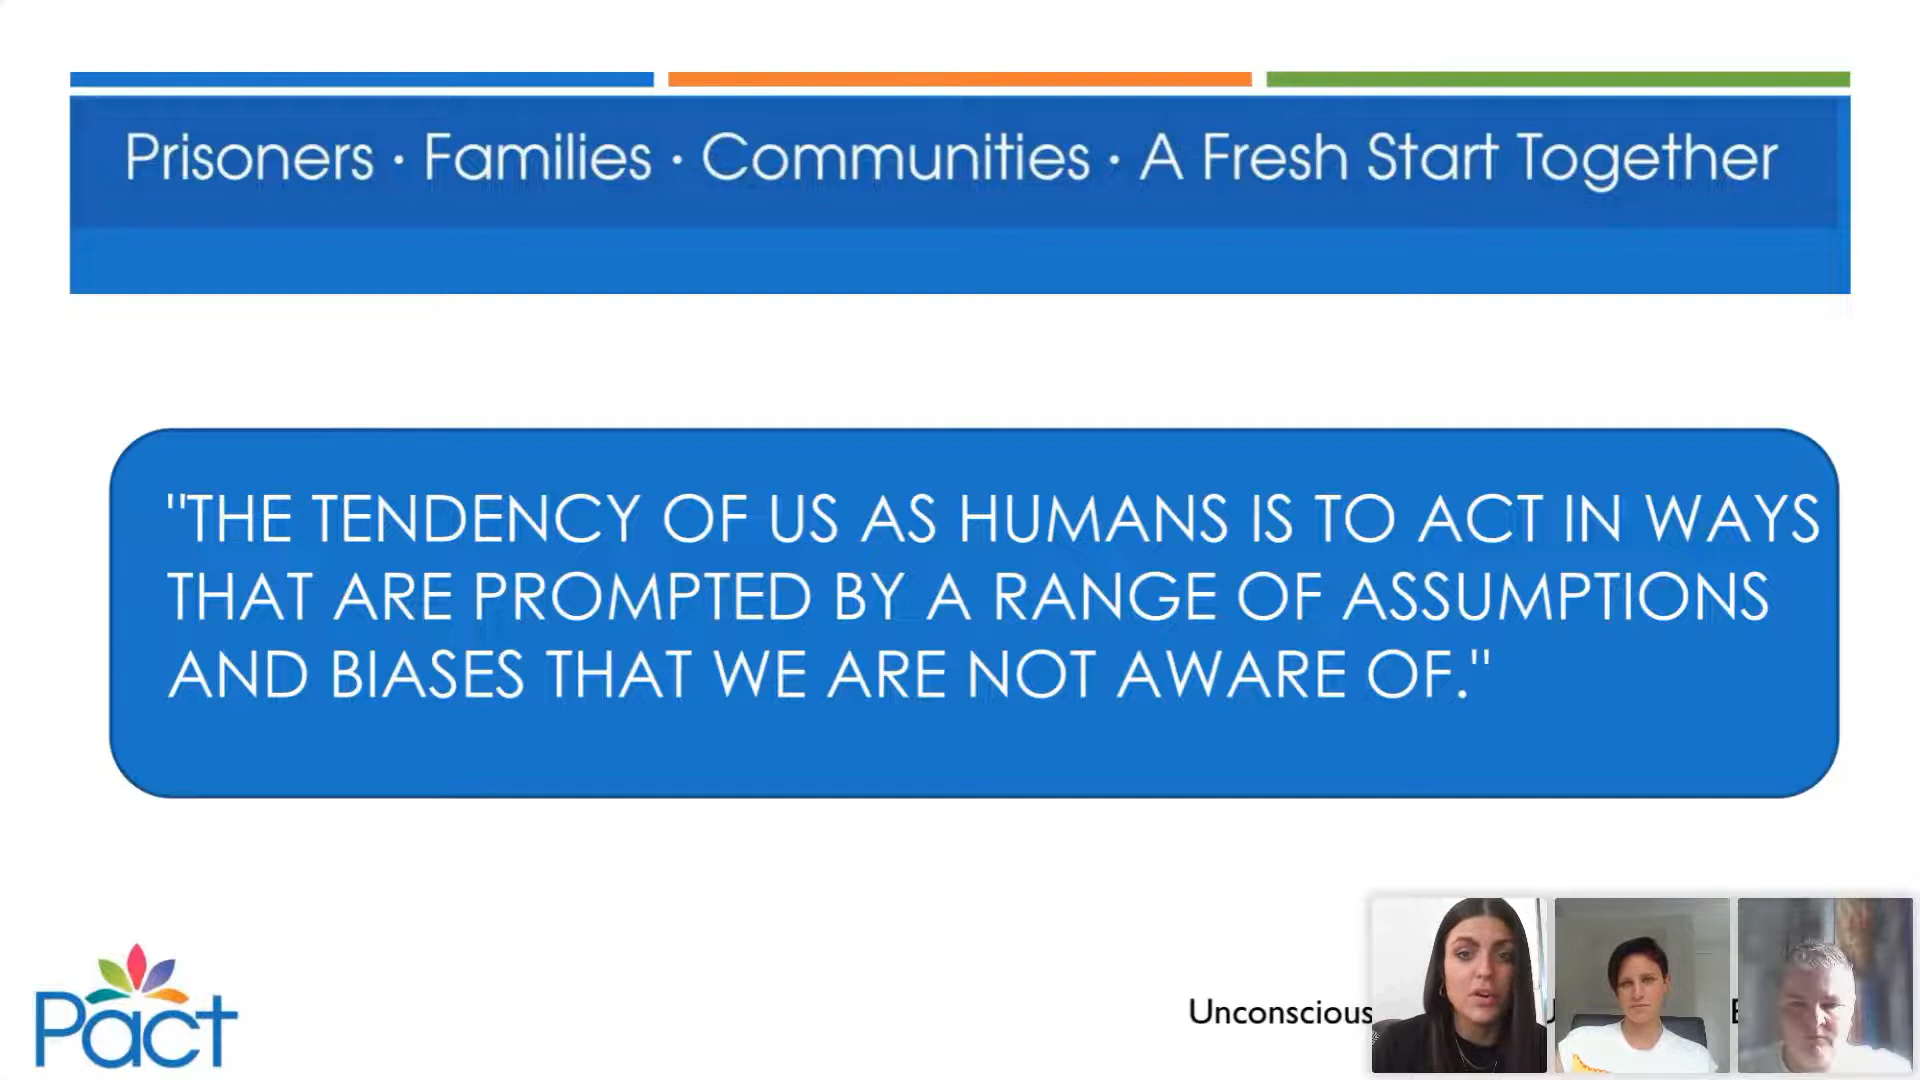 Prisoners · Families · Communities · A Fresh Start Together
"THE TENDENCY OF US AS HUMANS IS TO ACT IN WAYS
THAT ARE PROMPTED BY A RANGE OF ASSUMPTIONS
AND BIASES THAT WE ARE NOT AWARE OF."
Pact
Unconscious